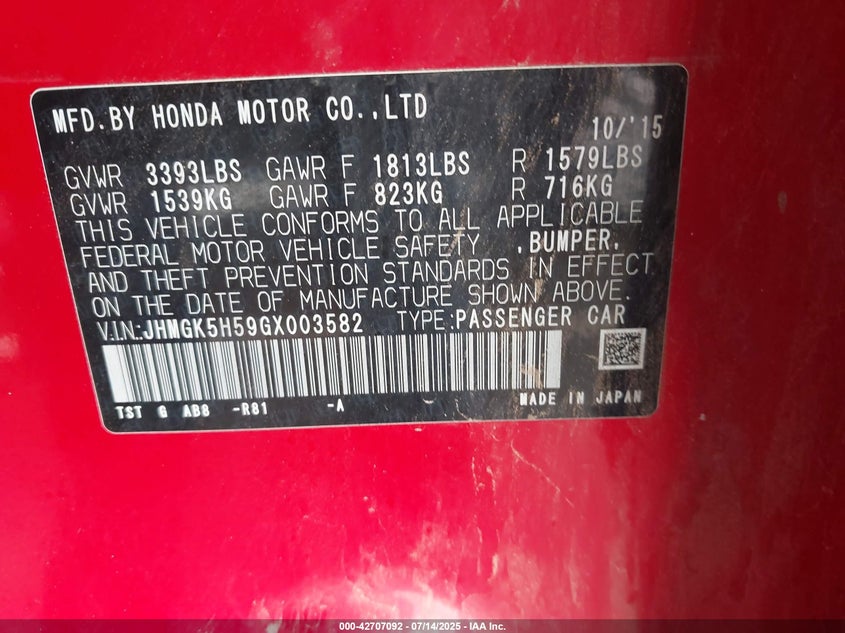 MFD.BY HONDA MOTOR CO.,LTD
10/'15
GVWR 3393LBS GAWR F 1813LBS R 1579LBS
GVWR 1539KG GAWR F 823KG R 716KG
THIS VEHICLE CONFORMS TO ALL APPLICABLE
FEDERAL MOTOR VEHICLE SAFETY ,BUMPER,
AND THEFT PREVENTION STANDARDS IN EFFECT
ON THE DATE OF MANUFACTURE SHOWN ABOVE.
V.I.N:JHMGK5H59GX003582 TYPE:PASSENGER CAR
TST G AB8 -R81 -A MADE IN JAPAN
000-42707092 - 07/14/2025 - IAA Inc.